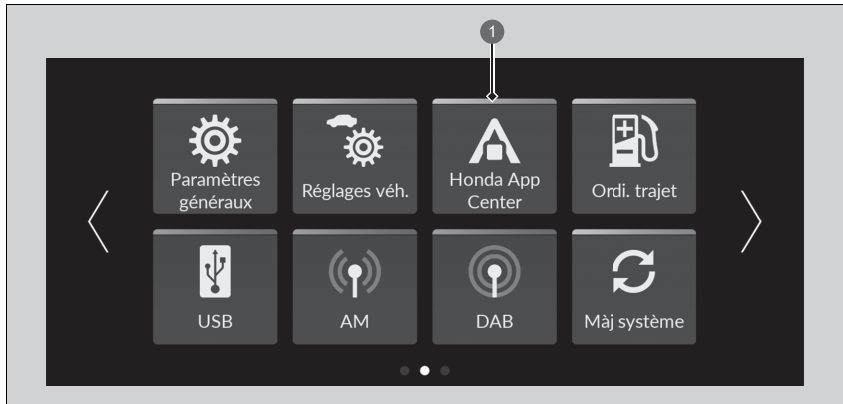 1
Paramètres
généraux
Réglages véh.
Honda App
Center
Ordi. trajet
USB
AM
DAB
Màj système